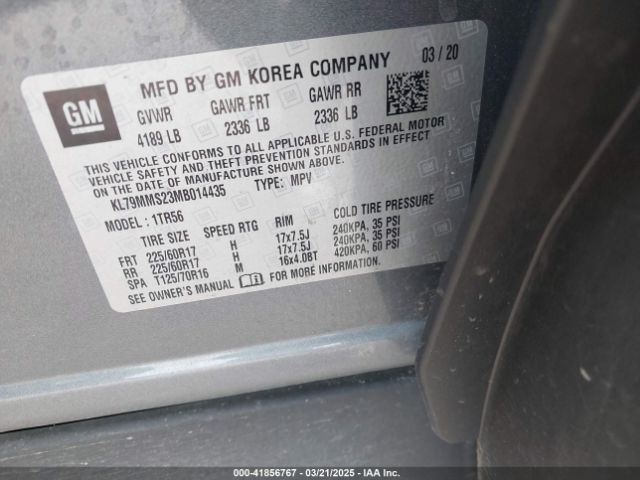 GM
MFD BY GM KOREA COMPANY 03 / 20
GVWR GAWR FRT GAWR RR
4189 LB 2336 LB 2336 LB
THIS VEHICLE CONFORMS TO ALL APPLICABLE U.S. FEDERAL MOTOR
VEHICLE SAFETY AND THEFT PREVENTION STANDARDS IN EFFECT
ON THE DATE OF MANUFACTURE SHOWN ABOVE.
KL79MMS23MB014435 TYPE: MPV
MODEL: 1TR56
TIRE SIZE SPEED RTG RIM COLD TIRE PRESSURE
FRT 225/60R17 H 17x7.5J 240KPA, 35 PSI
RR 225/60R17 H 17x7.5J 240KPA, 35 PSI
SPA T125/70R16 M 16x4.0BT 420KPA, 60 PSI
SEE OWNER'S MANUAL FOR MORE INFORMATION.
000-41856767 03/21/2025 IAA Inc.